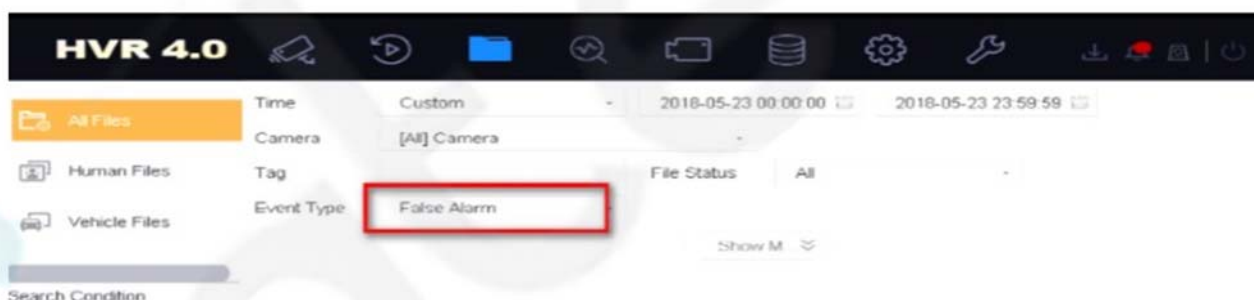 HVR 4.0
All Files
Human Files
Vehicle Files
Search Condition
Time Custom 2018-05-23 00:00:00 2018-05-23 23:59:59
Camera [All] Camera
Tag File Status All
Event Type False Alarm
Show M